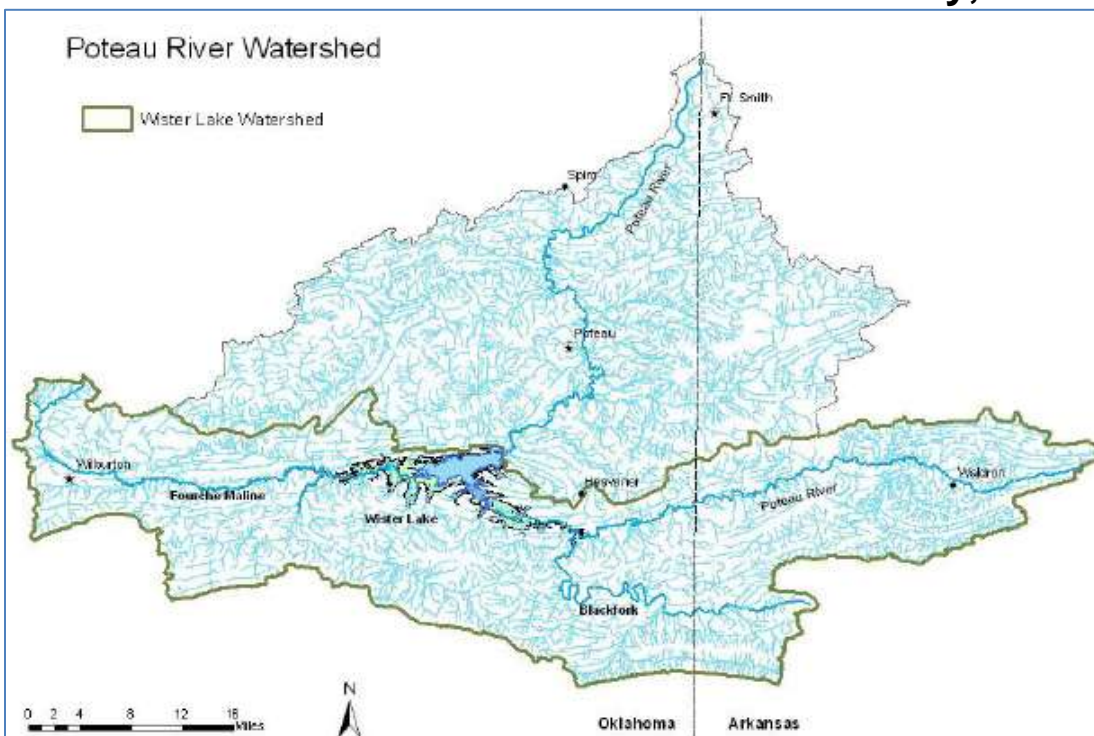 Poteau River Watershed
Wister Lake Watershed
Ft. Smith
Spiro
Poteau River
Poteau
Wilburton
Fourche Maline
Heavener
Wister Lake
Poteau River
Waldron
Blackfork
N
0 2 4 8 12 16
Miles
Oklahoma
Arkansas